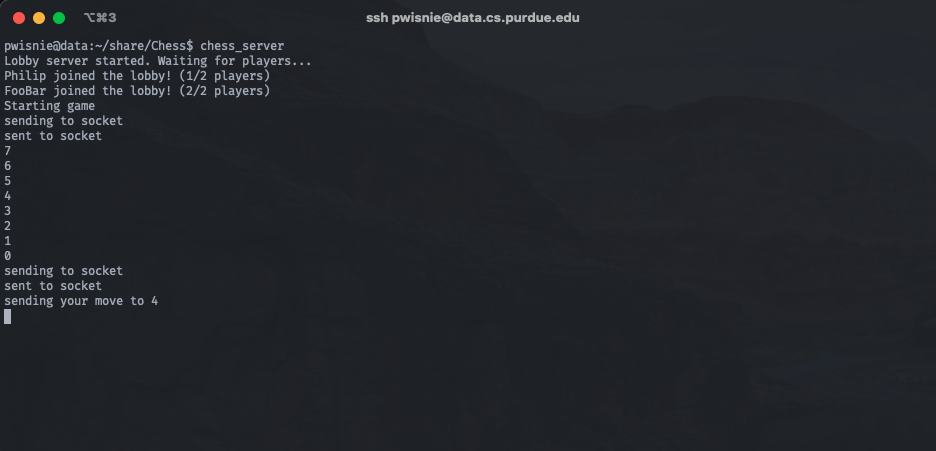 ⌥⌘3
ssh pwisnie@data.cs.purdue.edu
pwisnie@data:~/share/Chess$ chess_server
Lobby server started. Waiting for players...
Philip joined the lobby! (1/2 players)
FooBar joined the lobby! (2/2 players)
Starting game
sending to socket
sent to socket
7
6
5
4
3
2
1
0
sending to socket
sent to socket
sending your move to 4